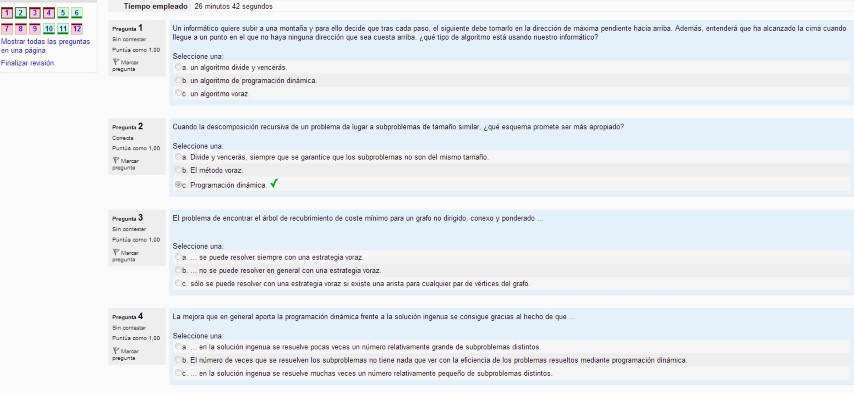 Tiempo empleado 26 minutos 42 segundos
1 2 3 4 5 6
7 8 9 10 11 12
Mostrar todas las preguntas
en una página
Finalizar revisión
Pregunta 1
Sin contestar
Puntúa como 1,00
Marcar
pregunta
Un informático quiere subir a una montaña y para ello decide que tras cada paso, el siguiente debe tomarlo en la dirección de máxima pendiente hacia arriba. Además, entenderá que ha alcanzado la cima cuando
llegue a un punto en el que no haya ninguna dirección que sea cuesta arriba. ¿qué tipo de algoritmo está usando nuestro informático?
Seleccione una:
a. un algoritmo divide y vencerás.
b. un algoritmo de programación dinámica.
c. un algoritmo voraz.
Pregunta 2
Correcta
Puntúa como 1,00
Marcar
pregunta
Cuando la descomposición recursiva de un problema da lugar a subproblemas de tamaño similar, ¿qué esquema promete ser más apropiado?
Seleccione una:
a. Divide y vencerás, siempre que se garantice que los subproblemas no son del mismo tamaño.
b. El método voraz.
c. Programación dinámica.
Pregunta 3
Sin contestar
Puntúa como 1,00
Marcar
pregunta
El problema de encontrar el árbol de recubrimiento de coste mínimo para un grafo no dirigido, conexo y ponderado ...
Seleccione una:
a. ... se puede resolver siempre con una estrategia voraz.
b. ... no se puede resolver en general con una estrategia voraz.
c. sólo se puede resolver con una estrategia voraz si existe una arista para cualquier par de vértices del grafo.
Pregunta 4
Sin contestar
Puntúa como 1,00
Marcar
pregunta
La mejora que en general aporta la programación dinámica frente a la solución ingenua se consigue gracias al hecho de que ...
Seleccione una:
a. ... en la solución ingenua se resuelve pocas veces un número relativamente grande de subproblemas distintos.
b. El número de veces que se resuelven los subproblemas no tiene nada que ver con la eficiencia de los problemas resueltos mediante programación dinámica.
c. ... en la solución ingenua se resuelve muchas veces un número relativamente pequeño de subproblemas distintos.